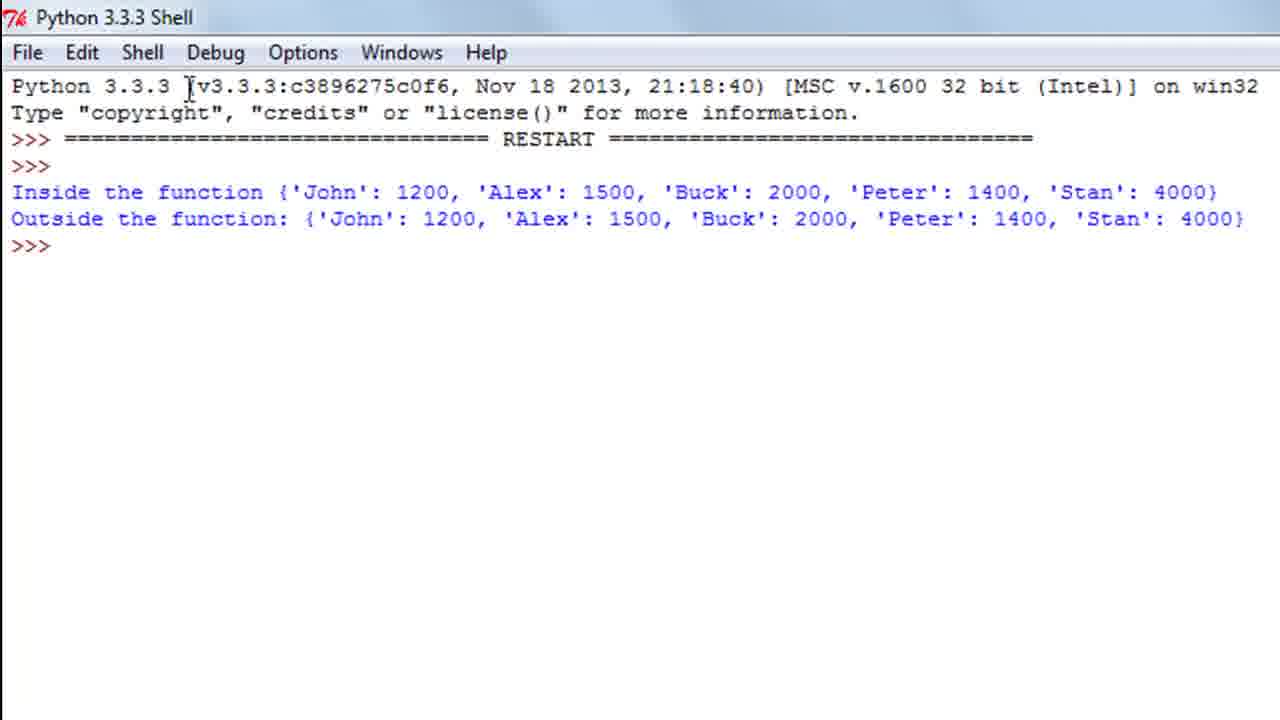 Python 3.3.3 Shell
File Edit Shell Debug Options Windows Help
Python 3.3.3 (v3.3.3:c3896275c0f6, Nov 18 2013, 21:18:40) [MSC v.1600 32 bit (Intel)] on win32
Type "copyright", "credits" or "license()" for more information.
>>> ================================ RESTART ================================
>>>
Inside the function {'John': 1200, 'Alex': 1500, 'Buck': 2000, 'Peter': 1400, 'Stan': 4000}
Outside the function: {'John': 1200, 'Alex': 1500, 'Buck': 2000, 'Peter': 1400, 'Stan': 4000}
>>>